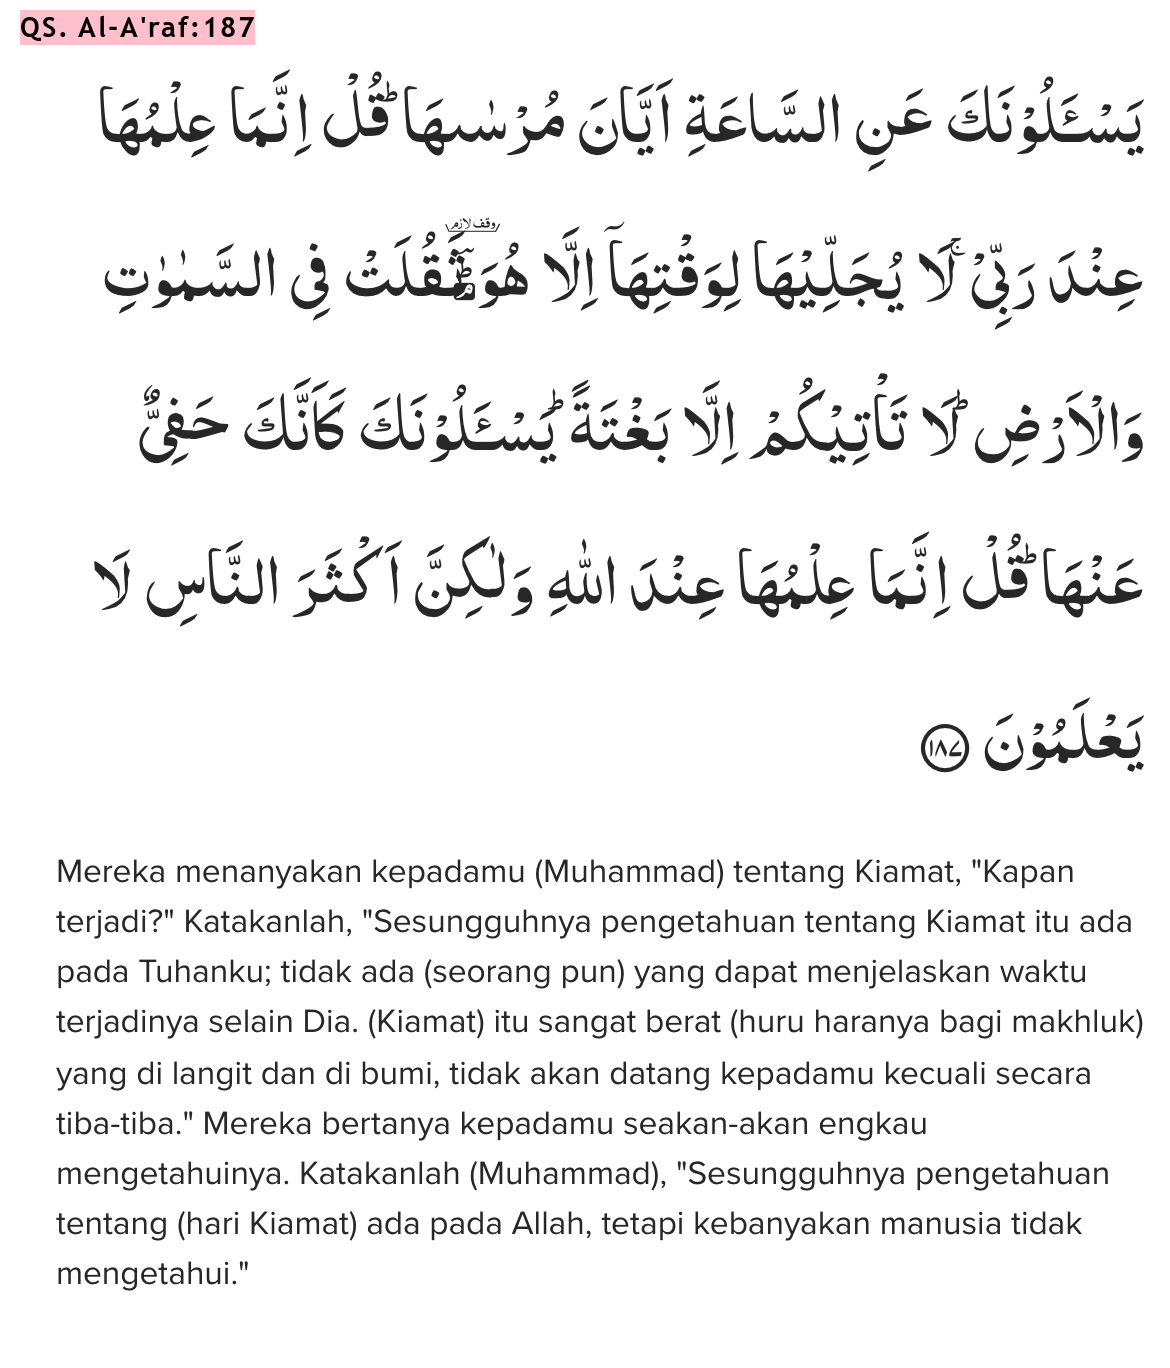 QS. Al-A'raf:187
يَسْـَٔلُوْنَكَ عَنِ السَّاعَةِ اَيَّانَ مُرْسٰىهَاۗ قُلْ اِنَّمَا عِلْمُهَا
عِنْدَ رَبِّيْۚ لَا يُجَلِّيْهَا لِوَقْتِهَآ اِلَّا هُوَۘ ثَقُلَتْ فِى السَّمٰوٰتِ
وَالْاَرْضِۗ لَا تَأْتِيْكُمْ اِلَّا بَغْتَةًۗ يَسْـَٔلُوْنَكَ كَاَنَّكَ حَفِيٌّ
عَنْهَاۗ قُلْ اِنَّمَا عِلْمُهَا عِنْدَ اللّٰهِ وَلٰكِنَّ اَكْثَرَ النَّاسِ لَا
يَعْلَمُوْنَ ١٨٧
Mereka menanyakan kepadamu (Muhammad) tentang Kiamat, "Kapan
terjadi?" Katakanlah, "Sesungguhnya pengetahuan tentang Kiamat itu ada
pada Tuhanku; tidak ada (seorang pun) yang dapat menjelaskan waktu
terjadinya selain Dia. (Kiamat) itu sangat berat (huru haranya bagi makhluk)
yang di langit dan di bumi, tidak akan datang kepadamu kecuali secara
tiba-tiba." Mereka bertanya kepadamu seakan-akan engkau
mengetahuinya. Katakanlah (Muhammad), "Sesungguhnya pengetahuan
tentang (hari Kiamat) ada pada Allah, tetapi kebanyakan manusia tidak
mengetahui."